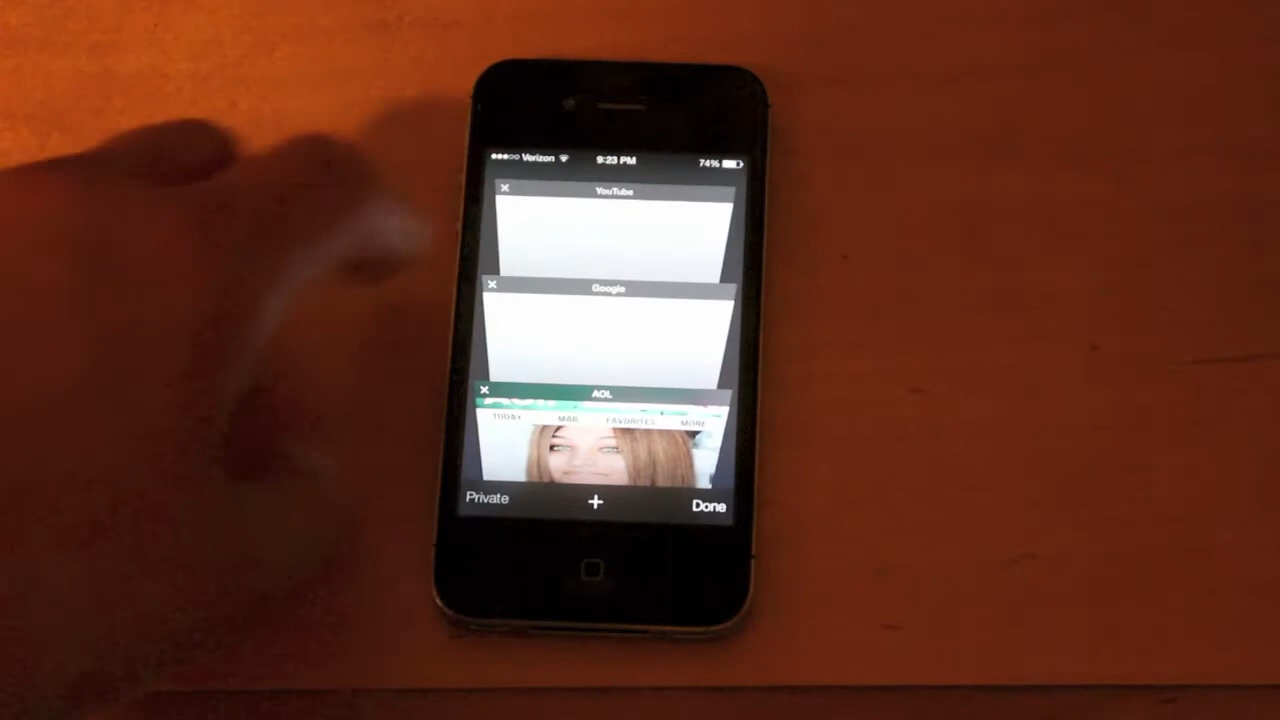 Verizon 9:23 PM 74%
YouTube
Google
AOL
TODAY MAIL FAVORITES MORE
Private + Done